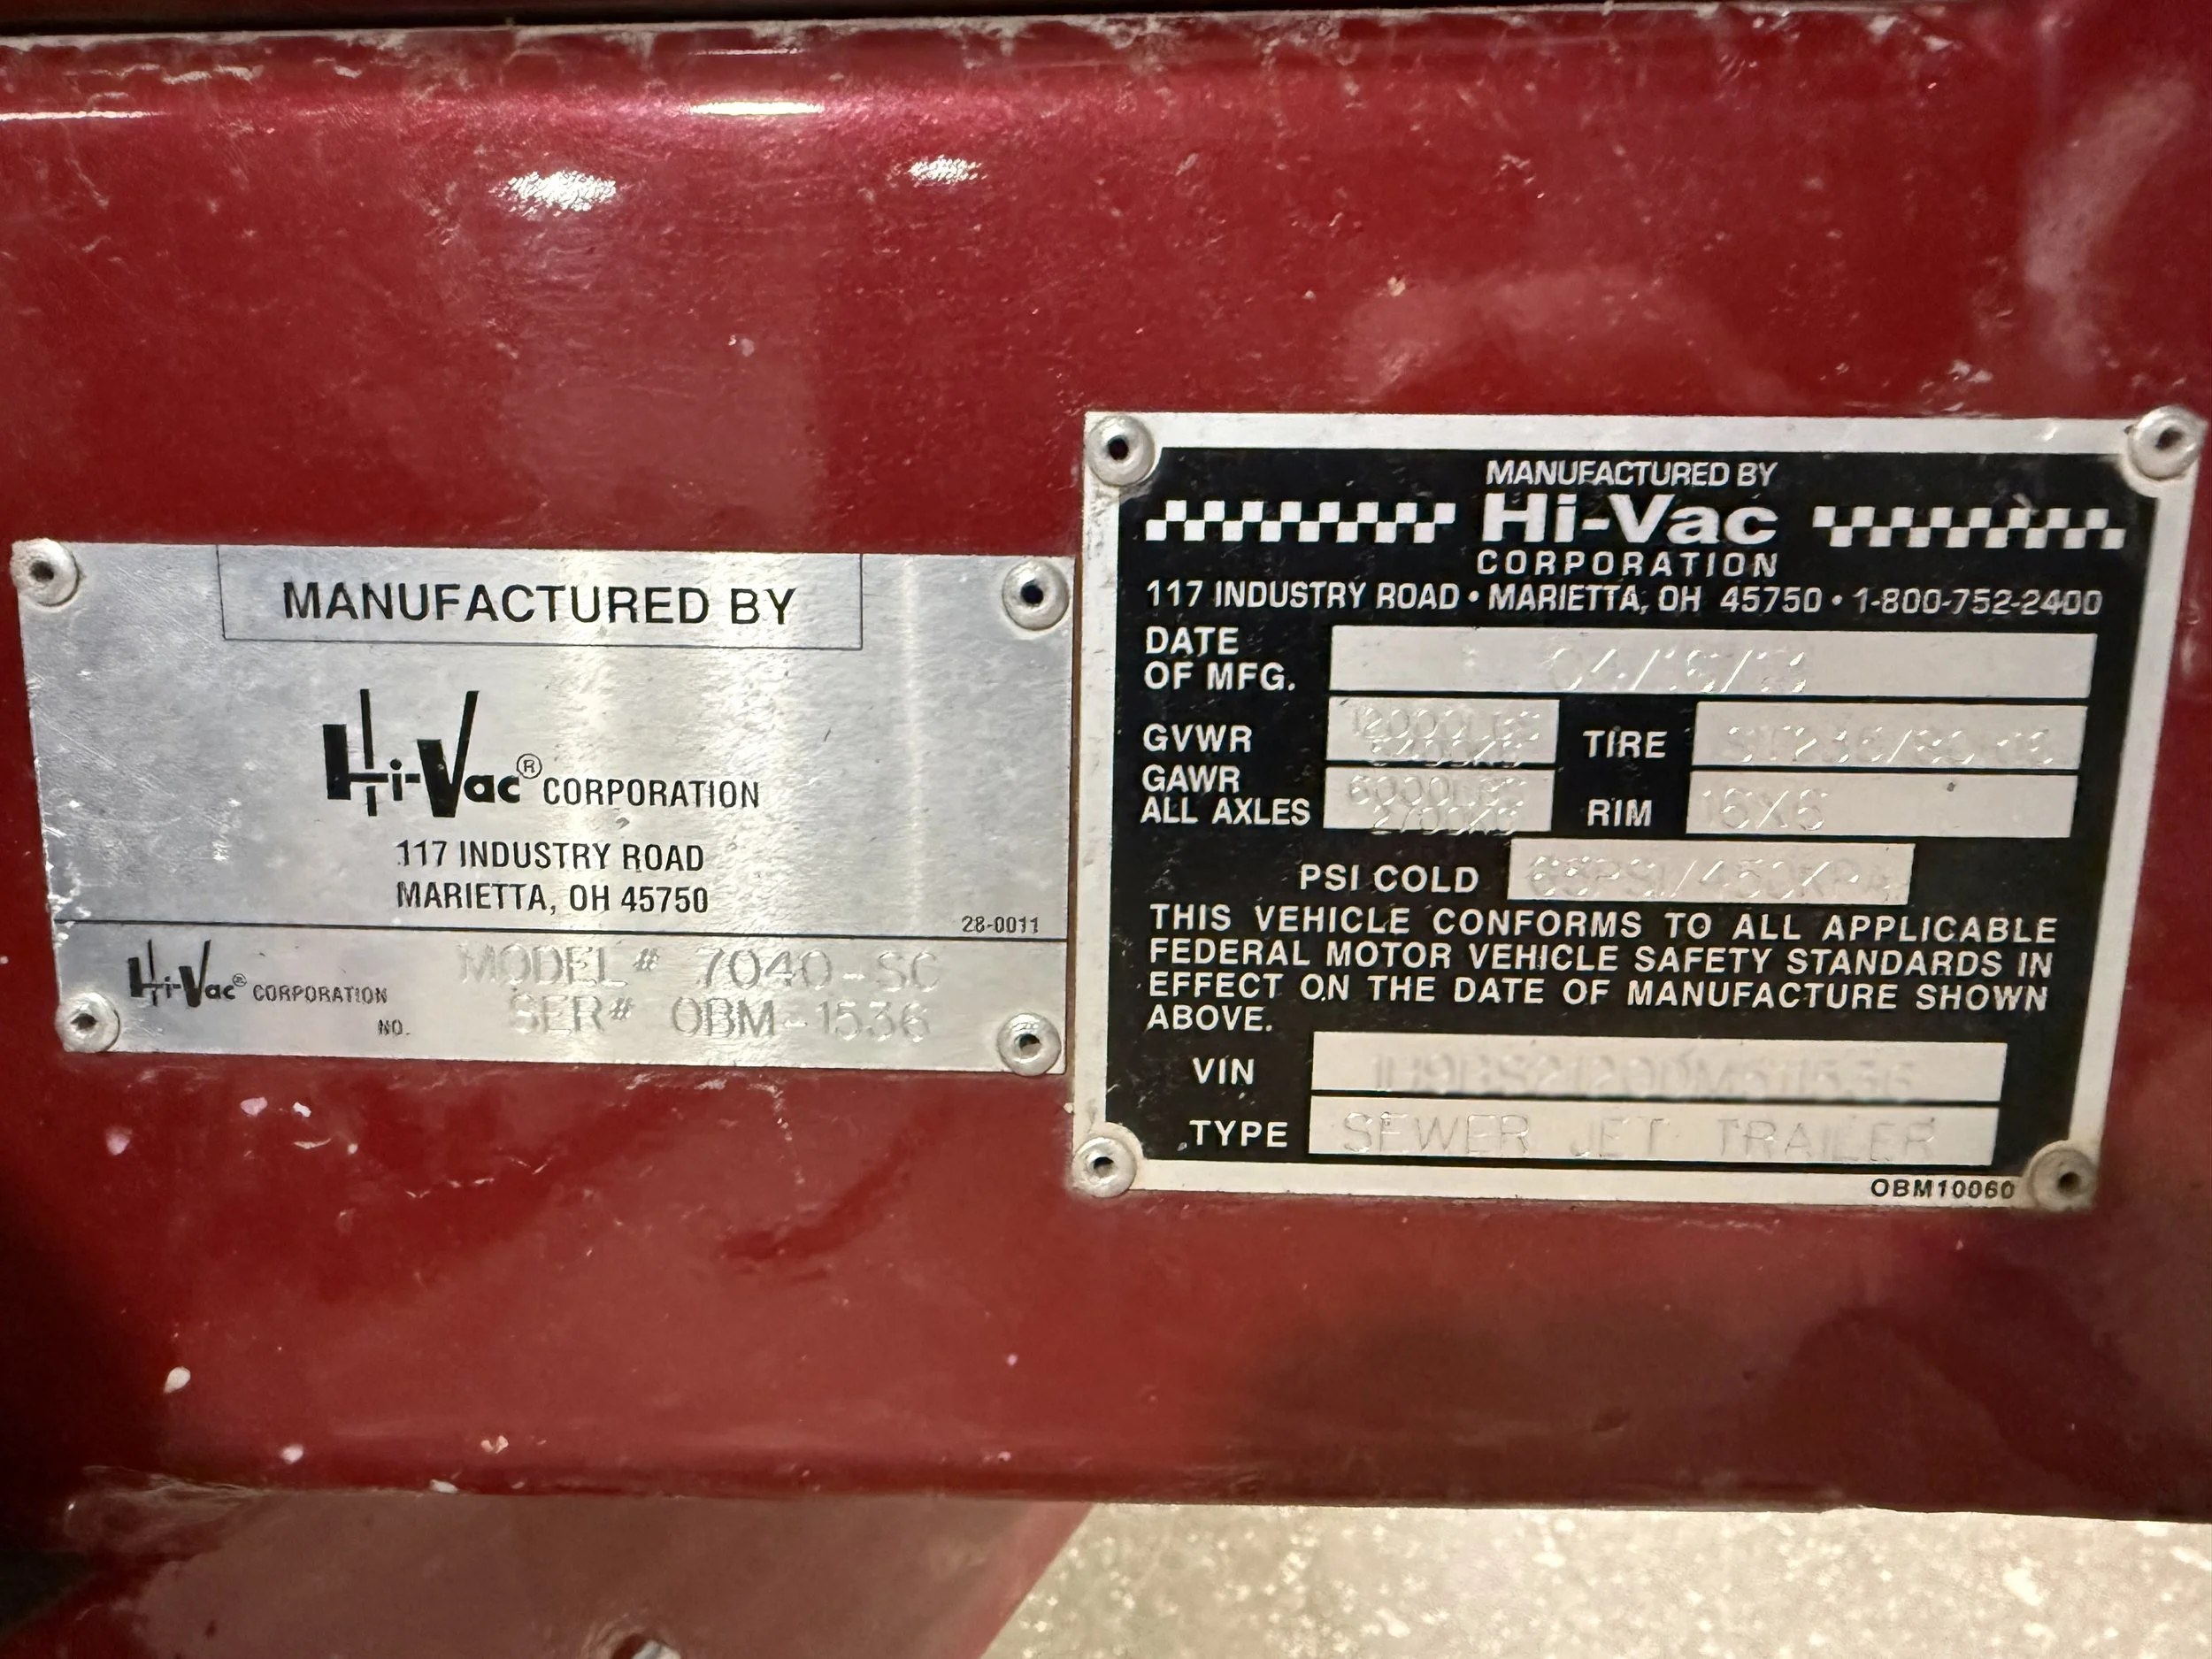 MANUFACTURED BY
Hi-Vac® CORPORATION
117 INDUSTRY ROAD
MARIETTA, OH 45750
28-0011
Hi-Vac® CORPORATION
NO.
MODEL# 7040-SC
SER# OBM-1536
MANUFACTURED BY
Hi-Vac
CORPORATION
117 INDUSTRY ROAD • MARIETTA, OH 45750 • 1-800-752-2400
DATE
OF MFG.
GVWR 12000LBS
TIRE
GAWR
ALL AXLES
6000LBS
RIM 16X6
PSI COLD 65PSI/450KPA
THIS VEHICLE CONFORMS TO ALL APPLICABLE
FEDERAL MOTOR VEHICLE SAFETY STANDARDS IN
EFFECT ON THE DATE OF MANUFACTURE SHOWN
ABOVE.
VIN
TYPE SEWER JET TRAILER
OBM10060